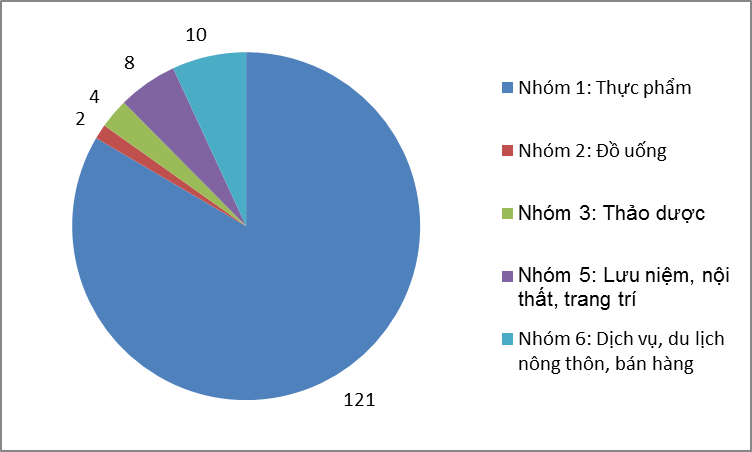 10
8
4
2
121
Nhóm 1: Thực phẩm
Nhóm 2: Đồ uống
Nhóm 3: Thảo dược
Nhóm 5: Lưu niệm, nội
thất, trang trí
Nhóm 6: Dịch vụ, du lịch
nông thôn, bán hàng